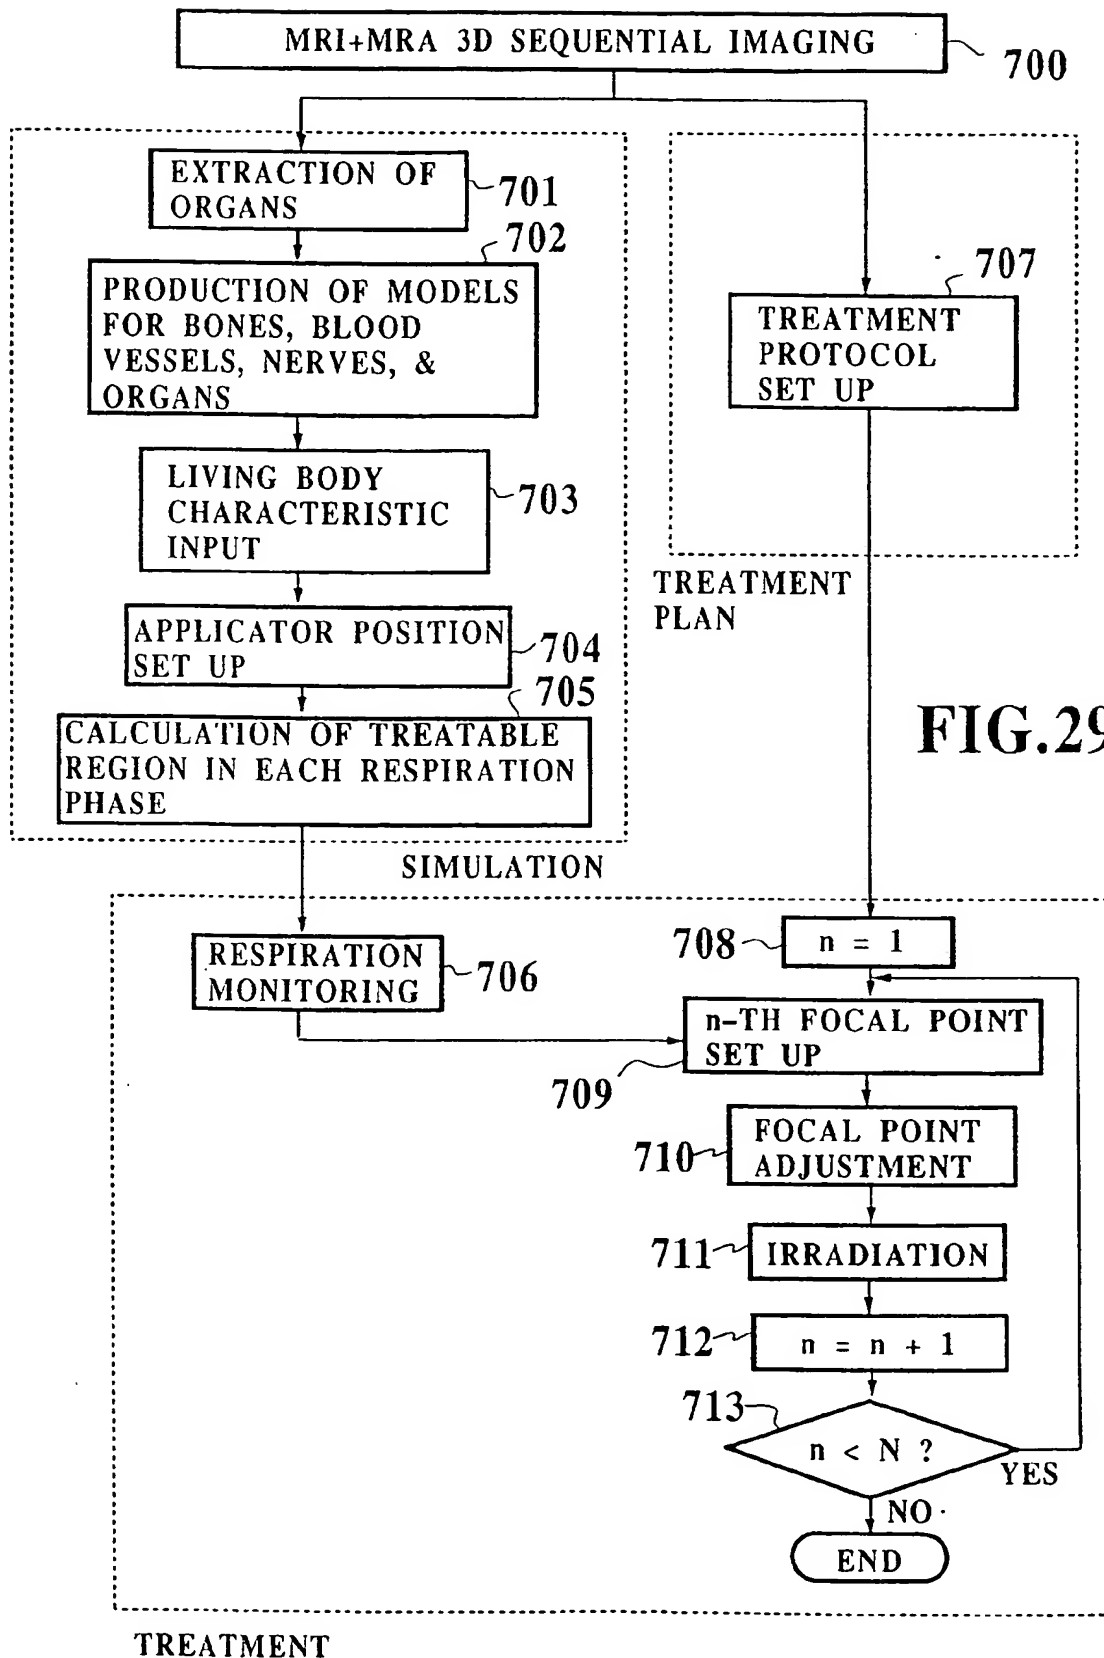 MRI+MRA 3D SEQUENTIAL IMAGING
700
EXTRACTION OF
ORGANS
701
702
PRODUCTION OF MODELS
FOR BONES, BLOOD
VESSELS, NERVES, &
ORGANS
LIVING BODY
CHARACTERISTIC
INPUT
703
APPLICATOR POSITION
SET UP
704
705
CALCULATION OF TREATABLE
REGION IN EACH RESPIRATION
PHASE
SIMULATION
707
TREATMENT
PROTOCOL
SET UP
TREATMENT
PLAN
FIG.29
RESPIRATION
MONITORING
706
708
n = 1
n-TH FOCAL POINT
SET UP
709
710
FOCAL POINT
ADJUSTMENT
711
IRRADIATION
712
n = n + 1
713
n < N ?
YES
NO
END
TREATMENT